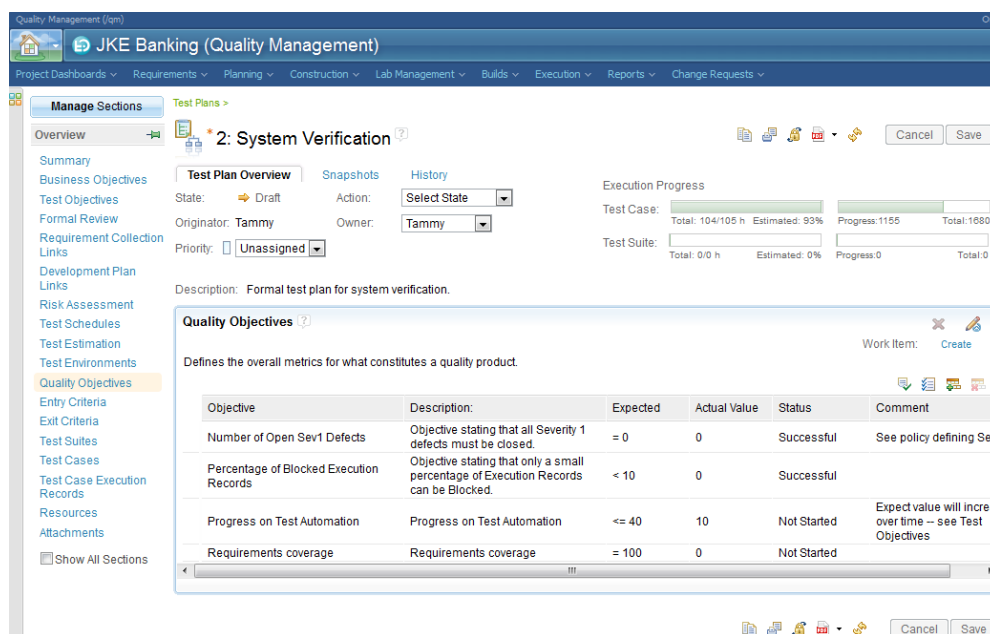 Quality Management (/qm)
JKE Banking (Quality Management)
Project Dashboards Requirements Planning Construction Lab Management Builds Execution Reports Change Requests
Manage Sections
Overview
Summary
Business Objectives
Test Objectives
Formal Review
Requirement Collection
Links
Development Plan
Links
Risk Assessment
Test Schedules
Test Estimation
Test Environments
Quality Objectives
Entry Criteria
Exit Criteria
Test Suites
Test Cases
Test Case Execution
Records
Resources
Attachments
Show All Sections
Test Plans >
* 2: System Verification ?
Cancel Save
Test Plan Overview Snapshots History
State: Draft Action: Select State
Originator: Tammy Owner: Tammy
Priority: Unassigned
Execution Progress
Test Case:
Total: 104/105 h Estimated: 93% Progress:1155 Total:1680
Test Suite:
Total: 0/0 h Estimated: 0% Progress:0 Total:0
Description: Formal test plan for system verification.
Quality Objectives ?
Work Item: Create
Defines the overall metrics for what constitutes a quality product.
Objective Description: Expected Actual Value Status Comment
Number of Open Sev1 Defects
Objective stating that all Severity 1
defects must be closed.
= 0 0 Successful See policy defining Se
Percentage of Blocked Execution
Records
Objective stating that only a small
percentage of Execution Records
can be Blocked.
< 10 0 Successful
Progress on Test Automation Progress on Test Automation <= 40 10 Not Started
Expect value will incre
over time -- see Test
Objectives
Requirements coverage Requirements coverage = 100 0 Not Started
Cancel Save